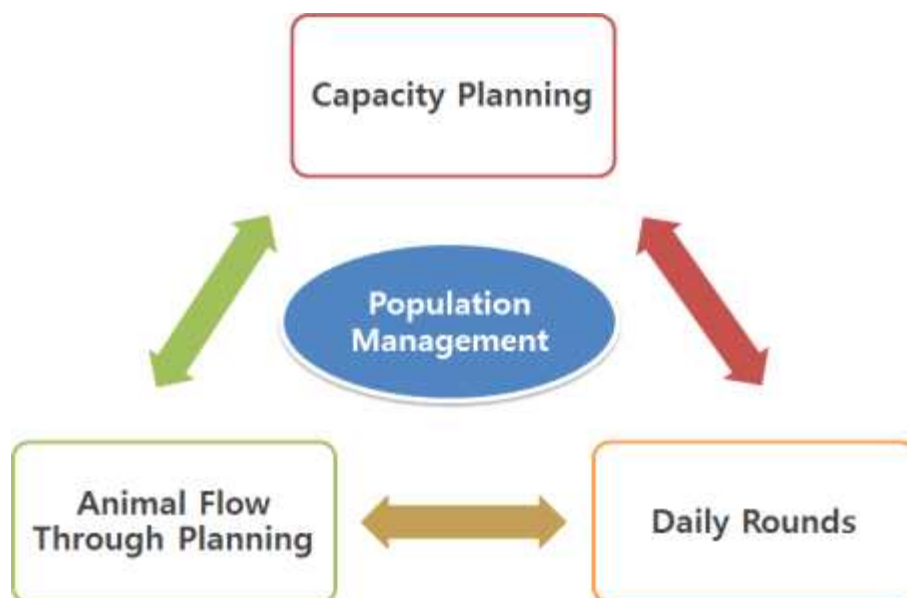 Capacity Planning
Population
Management
Animal Flow
Through Planning
Daily Rounds